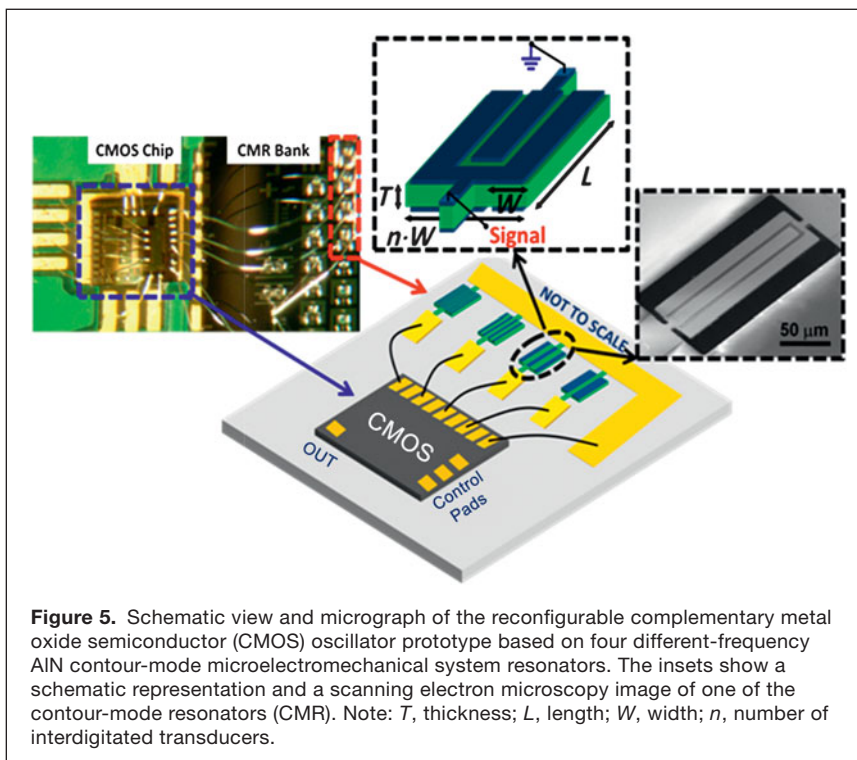 CMOS Chip
CMR Bank
T
n·W
W
L
Signal
50 μm
NOT TO SCALE
CMOS
OUT
Control
Pads
Figure 5. Schematic view and micrograph of the reconfigurable complementary metal
oxide semiconductor (CMOS) oscillator prototype based on four different-frequency
AlN contour-mode microelectromechanical system resonators. The insets show a
schematic representation and a scanning electron microscopy image of one of the
contour-mode resonators (CMR). Note: T, thickness; L, length; W, width; n, number of
interdigitated transducers.